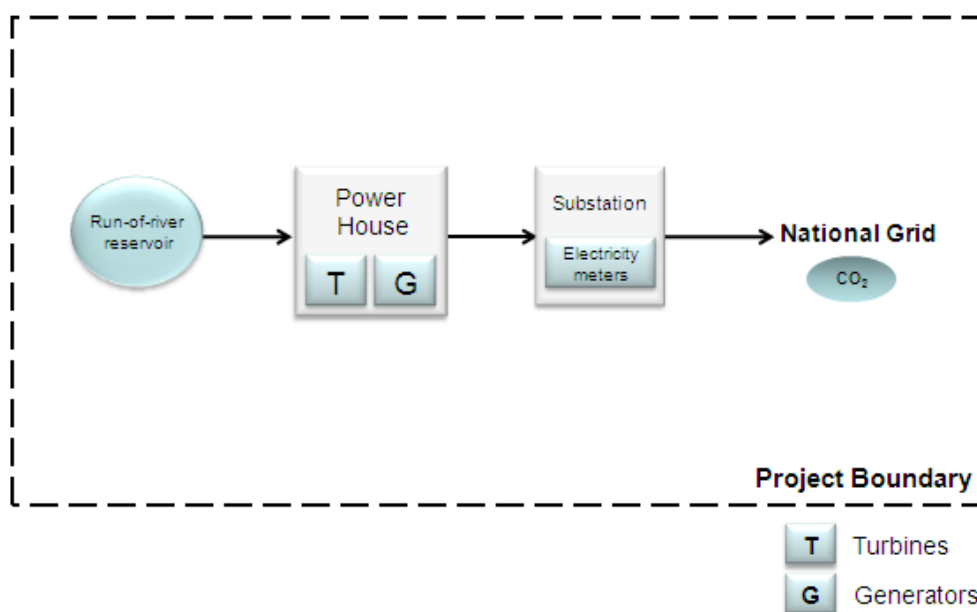 Run-of-river
reservoir
Power
House
T G
Substation
Electricity
meters
National Grid
CO₂
Project Boundary
T Turbines
G Generators